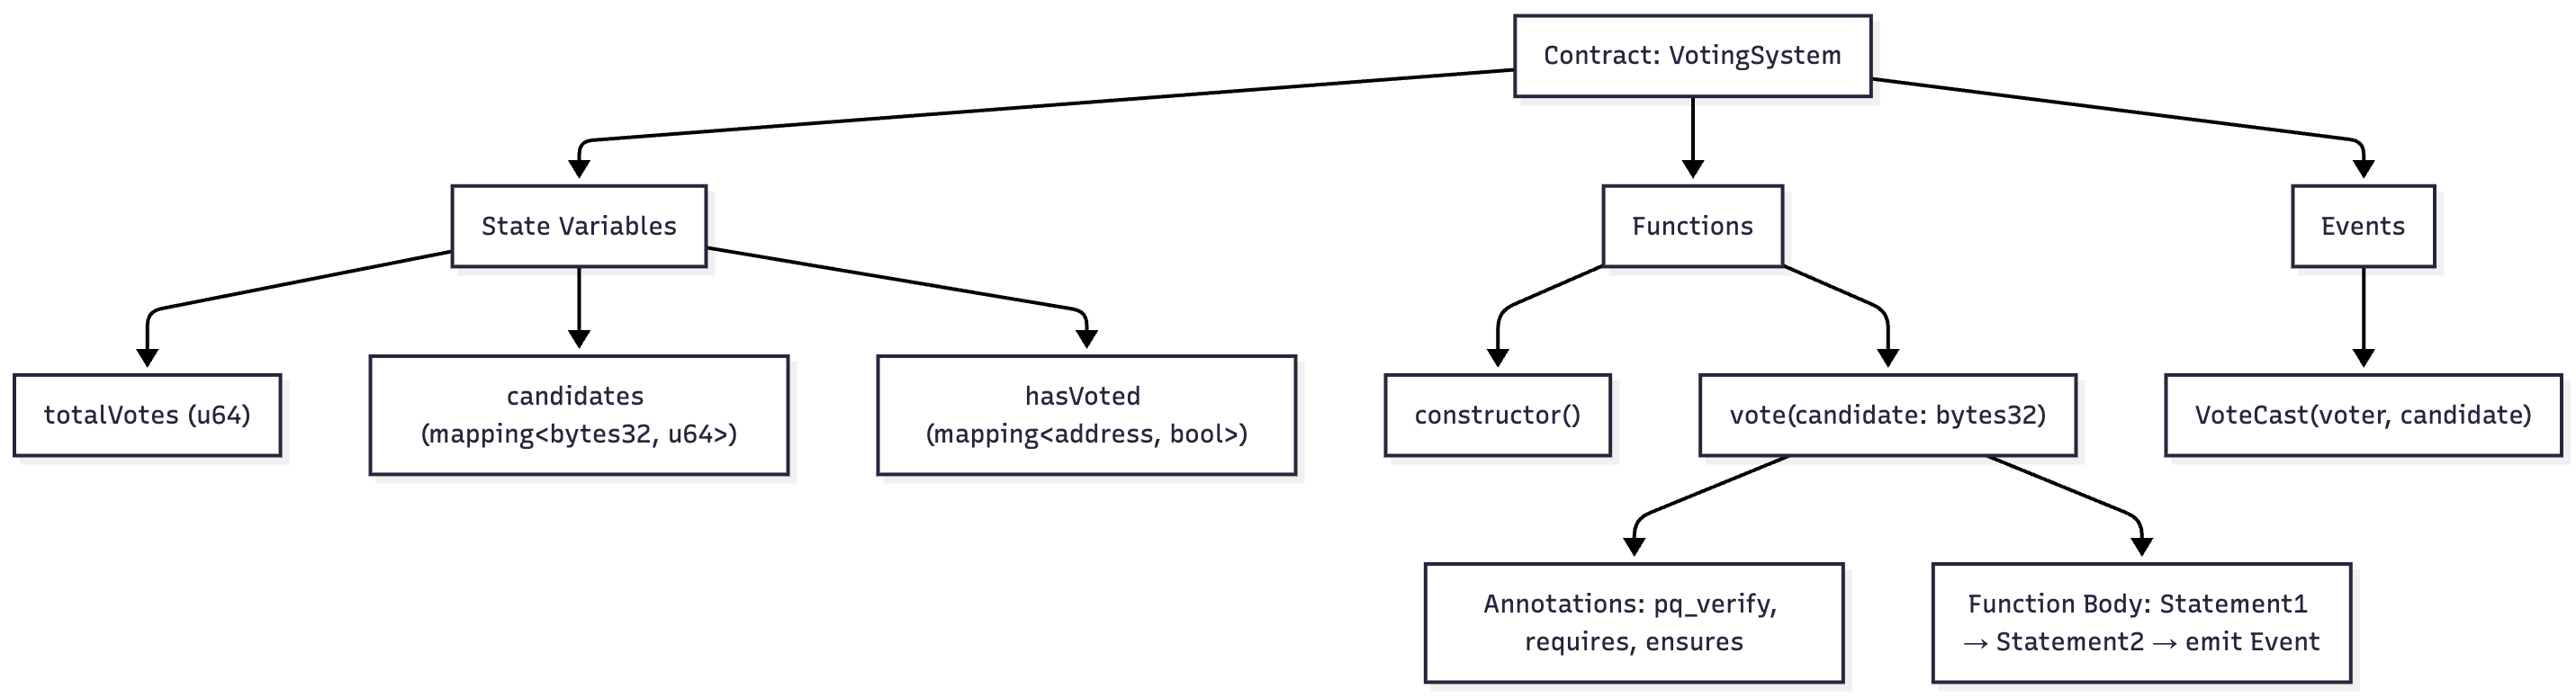 Contract: VotingSystem
State Variables
Functions
Events
totalVotes (u64)
candidates
(mapping<bytes32, u64>)
hasVoted
(mapping<address, bool>)
constructor()
vote(candidate: bytes32)
VoteCast(voter, candidate)
Annotations: pq_verify,
requires, ensures
Function Body: Statement1
→ Statement2 → emit Event